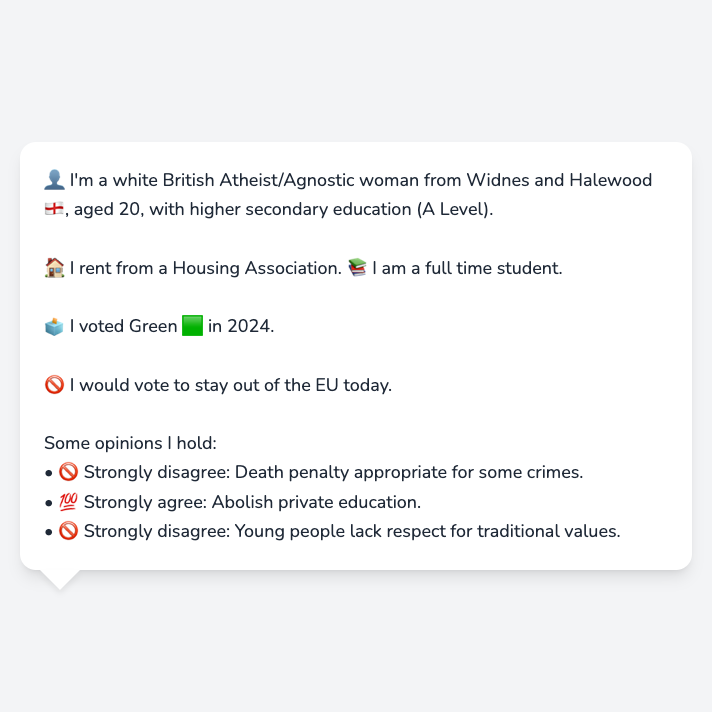 👤 I'm a white British Atheist/Agnostic woman from Widnes and Halewood
🏴󠁧󠁢󠁥󠁮󠁧󠁿, aged 20, with higher secondary education (A Level).
🏠 I rent from a Housing Association. 📚 I am a full time student.
🗳️ I voted Green 🟩 in 2024.
🚫 I would vote to stay out of the EU today.
Some opinions I hold:
• 🚫 Strongly disagree: Death penalty appropriate for some crimes.
• 💯 Strongly agree: Abolish private education.
• 🚫 Strongly disagree: Young people lack respect for traditional values.